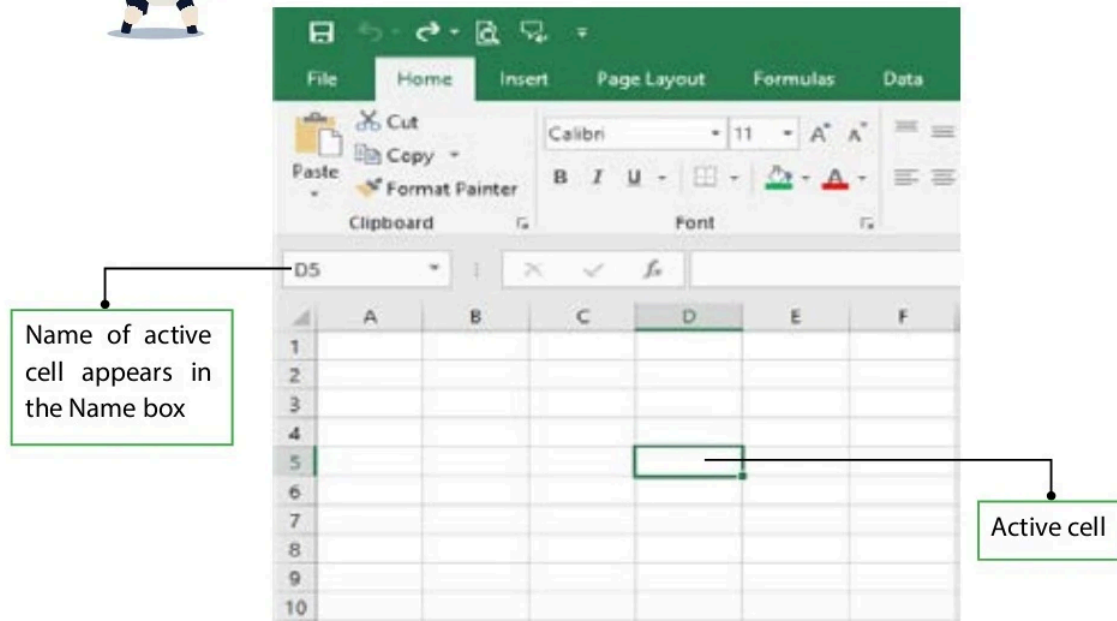 File Home Insert Page Layout Formulas Data
Cut
Copy
Format Painter
Paste
Clipboard
Calibri 11 A A
B I U A
Font
D5 fx
A B C D E F
1
2
3
4
5
6
7
8
9
10
Name of active
cell appears in
the Name box
Active cell